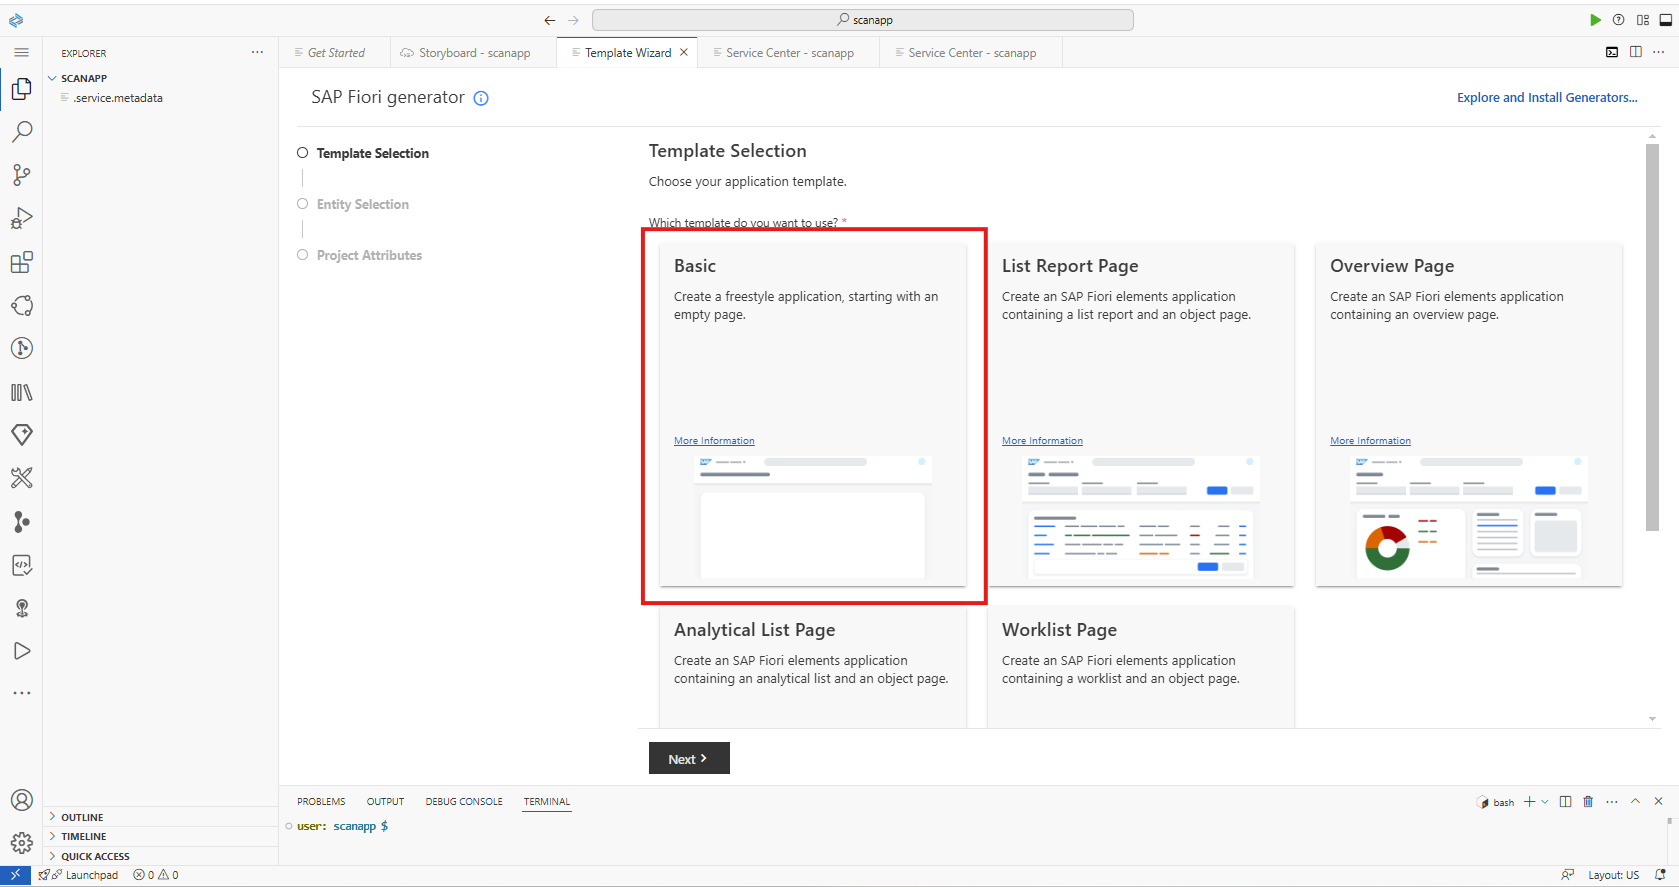 scanapp
EXPLORER
Get Started
Storyboard - scanapp
Template Wizard
Service Center - scanapp
Service Center - scanapp
SCANAPP
.service.metadata
SAP Fiori generator
Explore and Install Generators...
Template Selection
Entity Selection
Project Attributes
Template Selection
Choose your application template.
Which template do you want to use? *
Basic
Create a freestyle application, starting with an
empty page.
More Information
SAP
List Report Page
Create an SAP Fiori elements application
containing a list report and an object page.
More Information
SAP
Overview Page
Create an SAP Fiori elements application
containing an overview page.
More Information
SAP
Analytical List Page
Create an SAP Fiori elements application
containing an analytical list and an object page.
Worklist Page
Create an SAP Fiori elements application
containing a worklist and an object page.
Next
PROBLEMS
OUTPUT
DEBUG CONSOLE
TERMINAL
bash
user: scanapp $
OUTLINE
TIMELINE
QUICK ACCESS
Launchpad
0
0
Layout: US